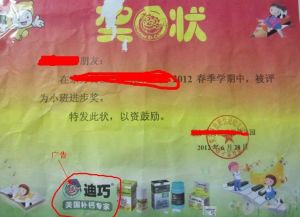 奖状
朋友:
在 2012 春季学期中，被评
为小班进步奖。
特发此状，以资鼓励。
园
2012年6月28日
广告
迪巧
美国补钙专家